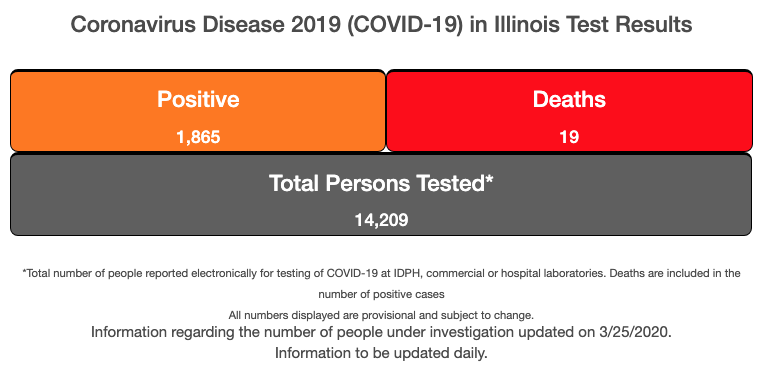 Coronavirus Disease 2019 (COVID-19) in Illinois Test Results
Positive
1,865
Deaths
19
Total Persons Tested*
14,209
*Total number of people reported electronically for testing of COVID-19 at IDPH, commercial or hospital laboratories. Deaths are included in the
number of positive cases
All numbers displayed are provisional and subject to change.
Information regarding the number of people under investigation updated on 3/25/2020.
Information to be updated daily.